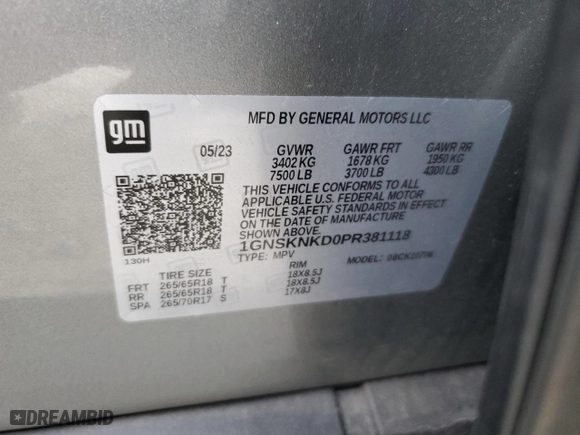 gm
MFD BY GENERAL MOTORS LLC
05/23 GVWR GAWR FRT GAWR RR
3402 KG 1678 KG 1950 KG
7500 LB 3700 LB 4300 LB
THIS VEHICLE CONFORMS TO ALL
APPLICABLE U.S. FEDERAL MOTOR
VEHICLE SAFETY STANDARDS IN
EFFECT ON THE DATE OF MANUFACTURE
SHOWN ABOVE.
1GNSKNKD0PR381118
130H TYPE: MPV MODEL:
TIRE SIZE RIM
FRT 265/65R18 T 18X8.5J
RR 265/65R18 T 18X8.5J
SPA 265/70R17 S 17X8J
DREAMBID